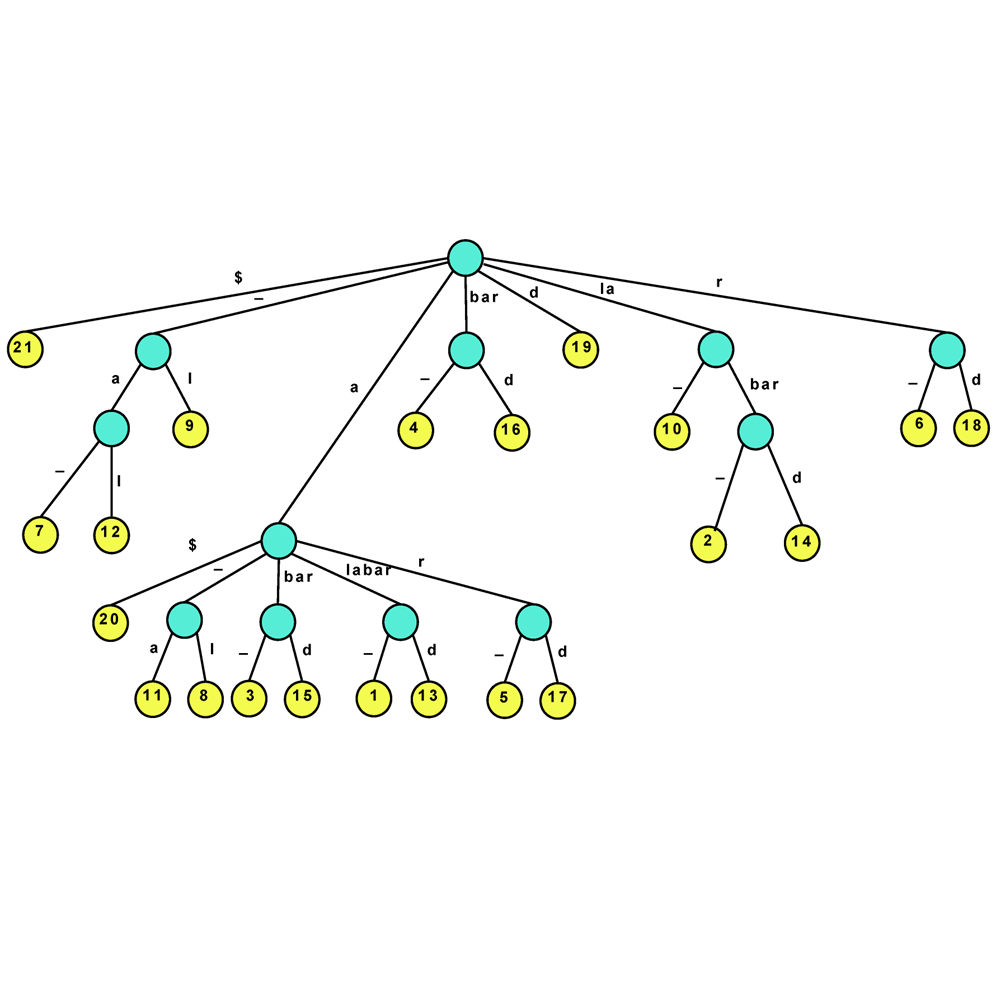 $ _ a bar d la r
21 19
a l _ d _ bar _ d
9 4 16 10 6 18
_ l _ d
7 12 2 14
$ _ bar labar r
20
a l _ d _ d _ d
11 8 3 15 1 13 5 17